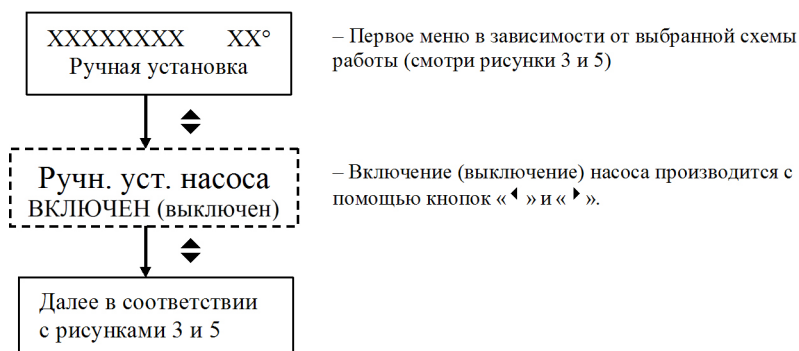 XXXXXXXX XX°
Ручная установка
– Первое меню в зависимости от выбранной схемы
работы (смотри рисунки 3 и 5)
Ручн. уст. насоса
ВКЛЮЧЕН (выключен)
– Включение (выключение) насоса производится с
помощью кнопок « » и « ».
Далее в соответствии
с рисунками 3 и 5